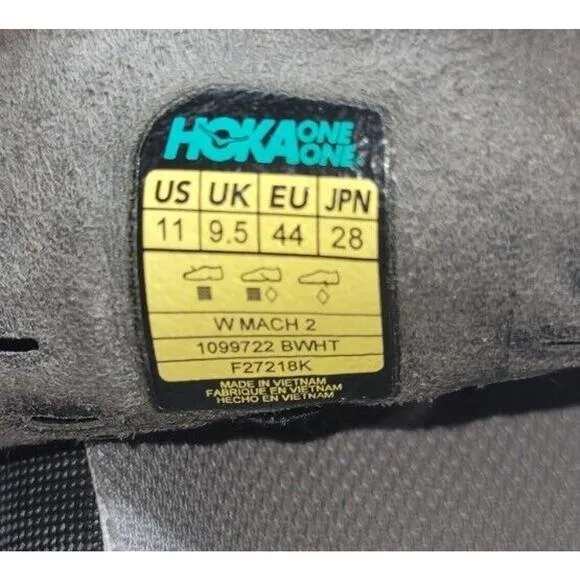 HOKA ONE ONE
US UK EU JPN
11 9.5 44 28
W MACH 2
1099722 BWHT
F27218K
MADE IN VIETNAM
FABRIQUE EN VIETNAM
HECHO EN VIETNAM